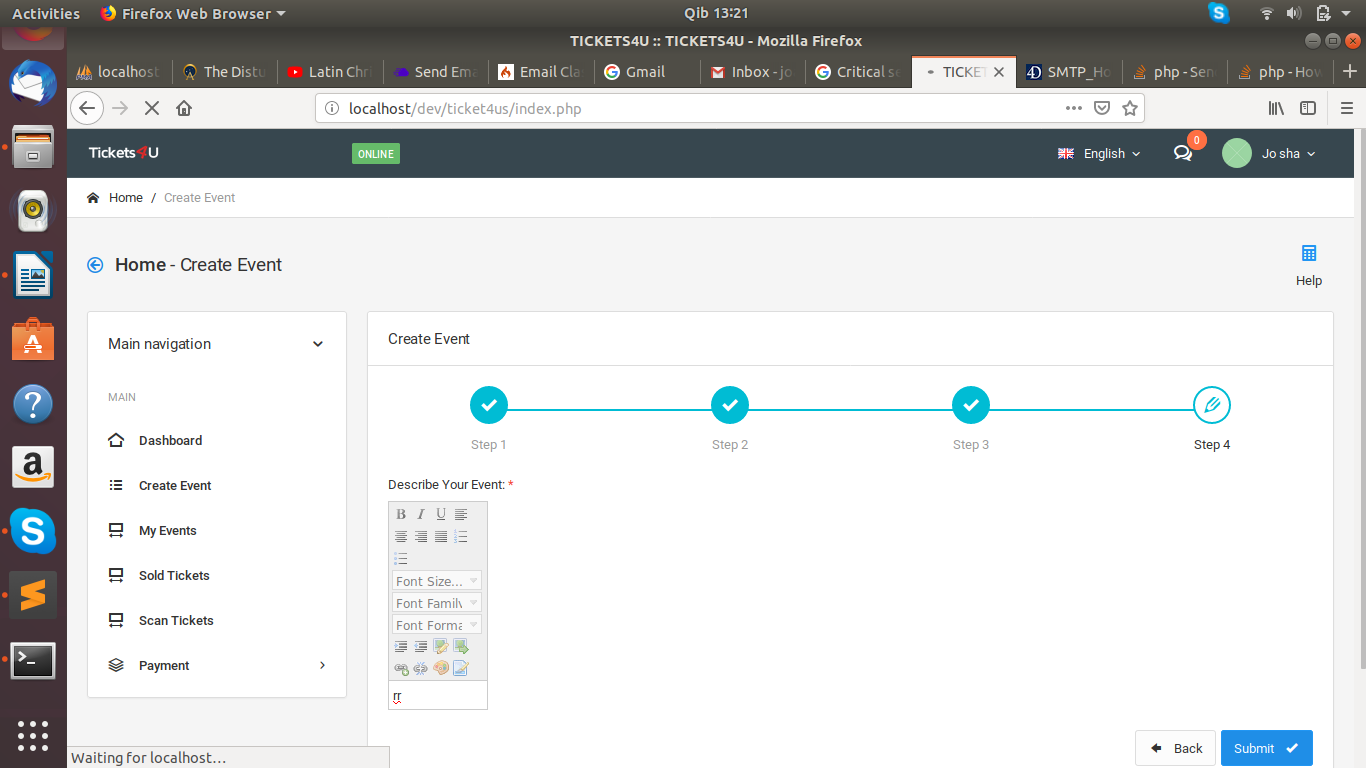 Activities
Firefox Web Browser
Qib 13:21
TICKETS4U :: TICKETS4U - Mozilla Firefox
localhost
The Distu
Latin Chri
Send Ema
Email Cla
Gmail
Inbox - jo
Critical se
TICKET
SMTP_Ho
php - Sen
php - How
localhost/dev/ticket4us/index.php
Tickets4U
ONLINE
English
0
Jo sha
Home / Create Event
Home - Create Event
Help
Main navigation
MAIN
Dashboard
Create Event
My Events
Sold Tickets
Scan Tickets
Payment
Create Event
Step 1
Step 2
Step 3
Step 4
Describe Your Event: *
B I U
Font Size...
Font Family
Font Forma
rr
Back
Submit
Waiting for localhost...